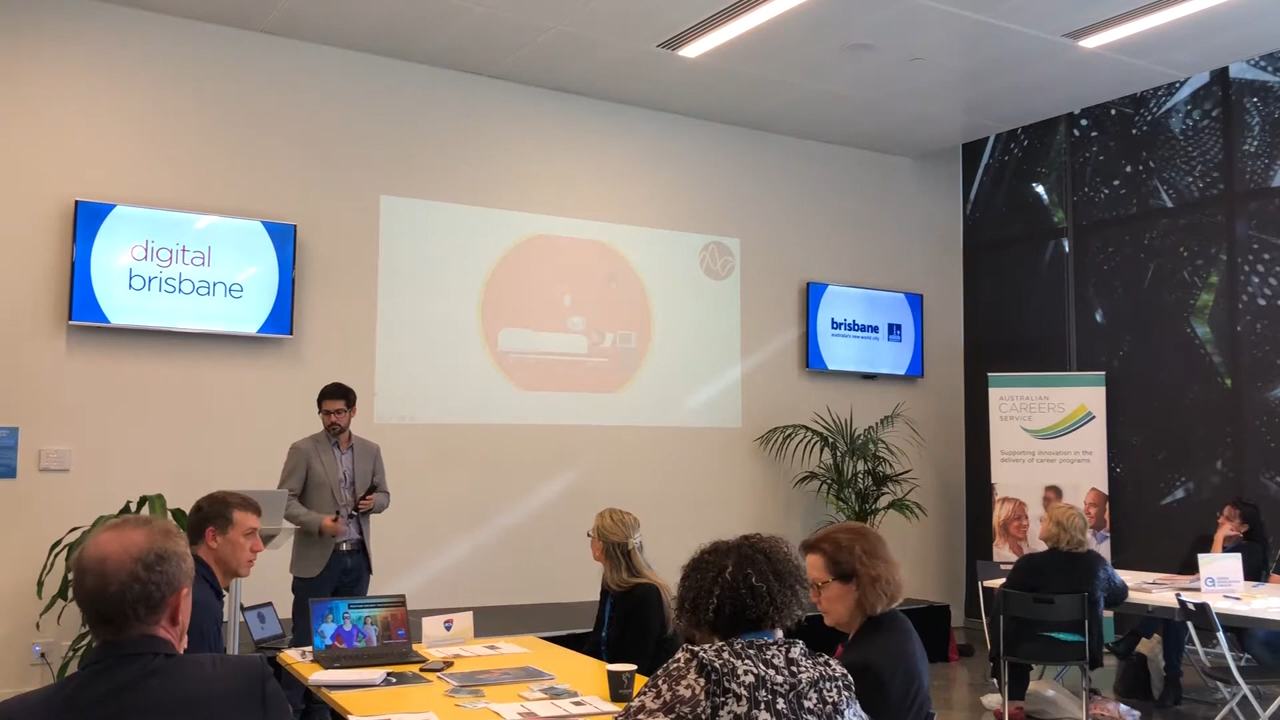 digital
brisbane
brisbane
australia's new world city
AUSTRALIAN
CAREERS
SERVICE
Supporting innovation in the
delivery of career programs